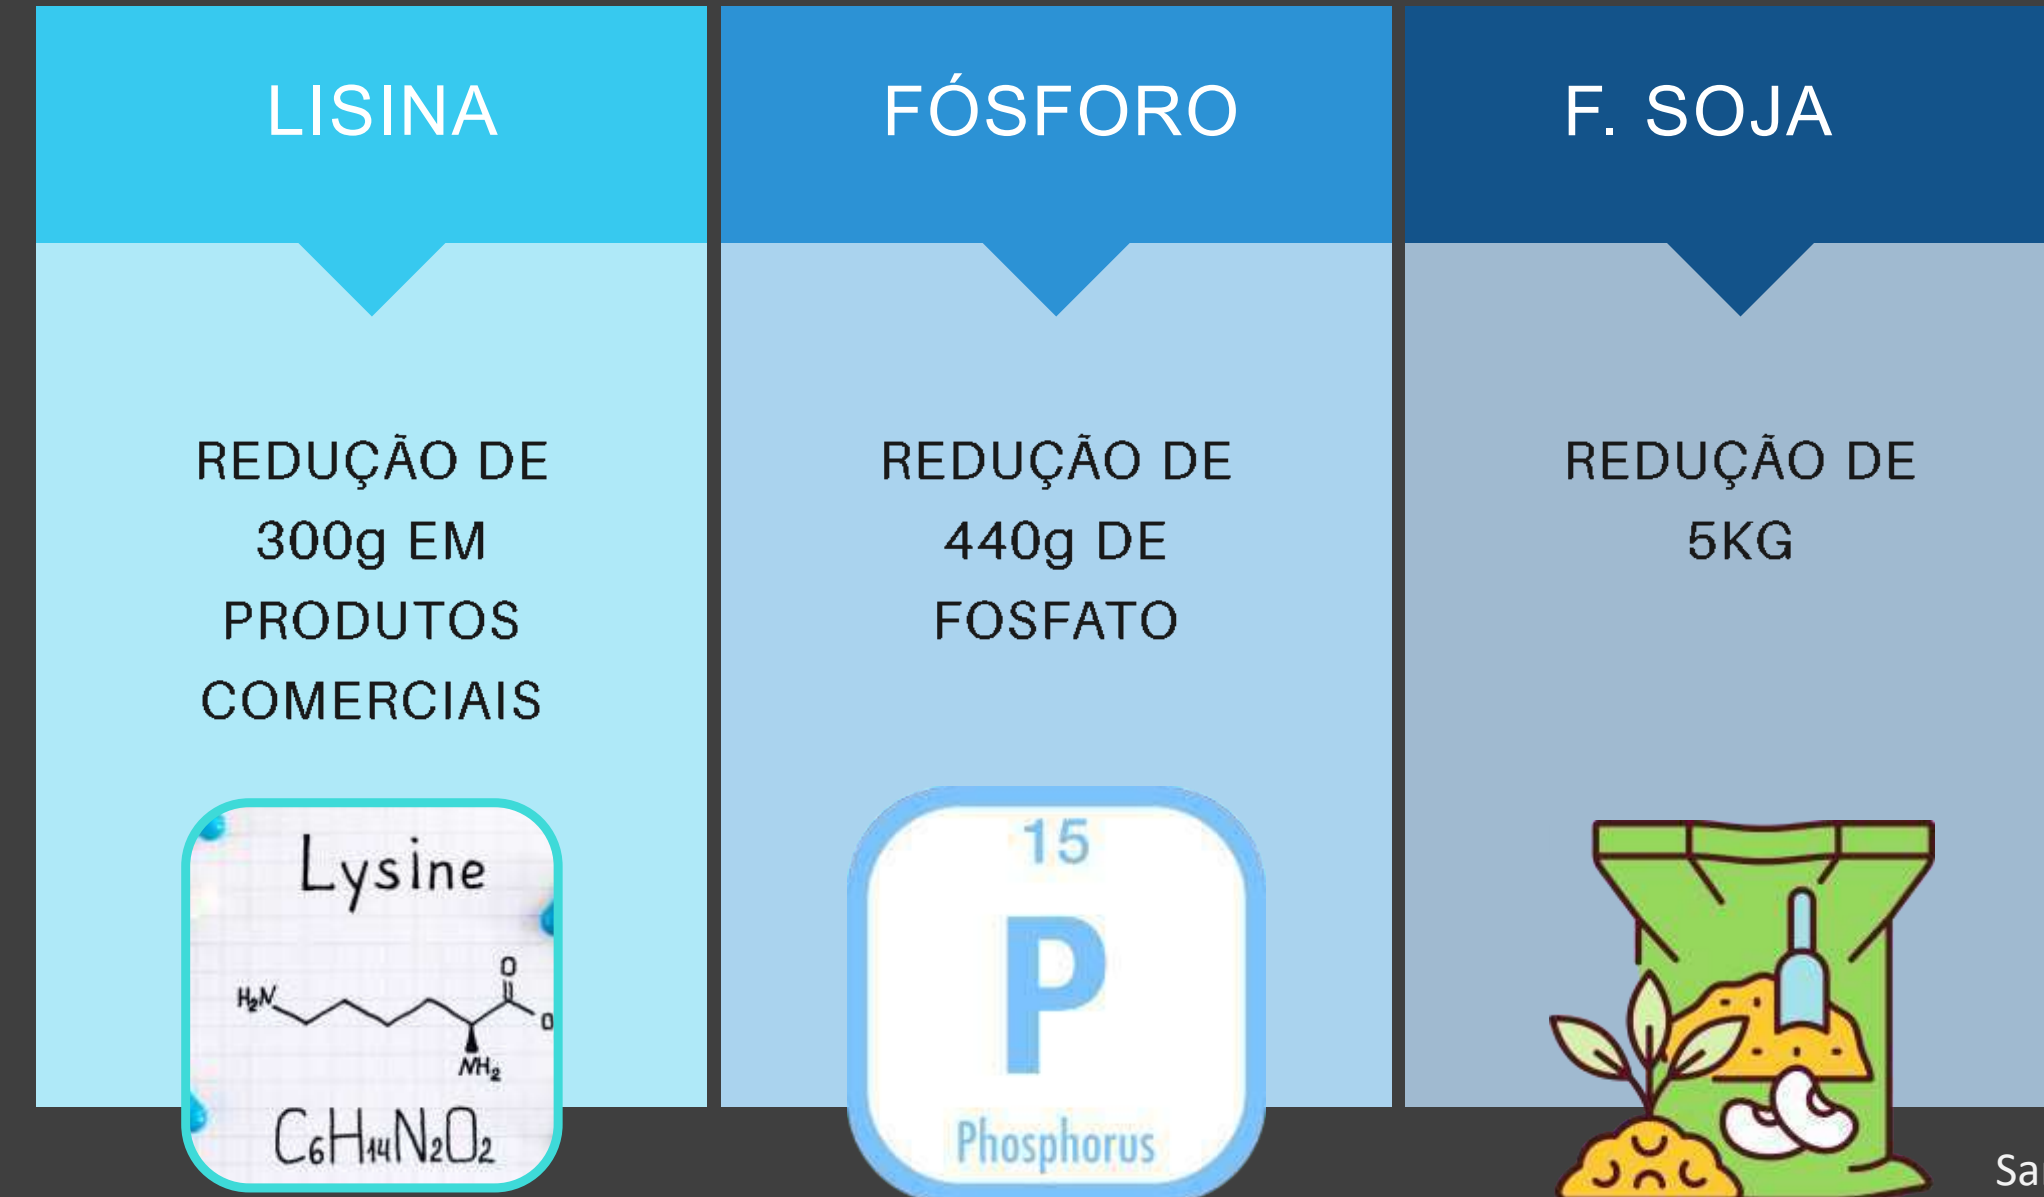 LISINA
REDUÇÃO DE
300g EM
PRODUTOS
COMERCIAIS
Lysine
H₂N
O
O
NH₂
C₆H₁₄N₂O₂
FÓSFORO
REDUÇÃO DE
440g DE
FOSFATO
15
P
Phosphorus
F. SOJA
REDUÇÃO DE
5KG
Sa